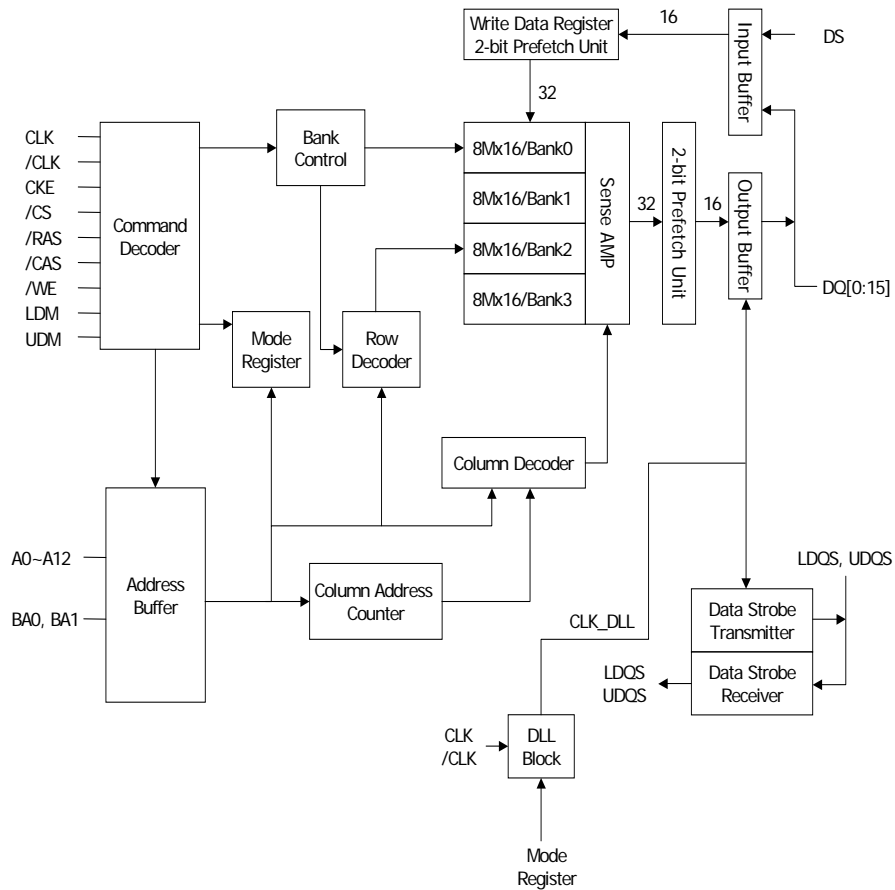 Write Data Register
2-bit Prefetch Unit
16
Input Buffer
DS
32
CLK
/CLK
CKE
/CS
/RAS
/CAS
/WE
LDM
UDM
Command
Decoder
Bank
Control
8Mx16/Bank0
8Mx16/Bank1
8Mx16/Bank2
8Mx16/Bank3
Sense AMP
32
2-bit Prefetch Unit
16
Output Buffer
DQ[0:15]
Mode
Register
Row
Decoder
Column Decoder
A0~A12
BA0, BA1
Address
Buffer
Column Address
Counter
CLK_DLL
LDQS, UDQS
Data Strobe
Transmitter
Data Strobe
Receiver
LDQS
UDQS
CLK
/CLK
DLL
Block
Mode
Register